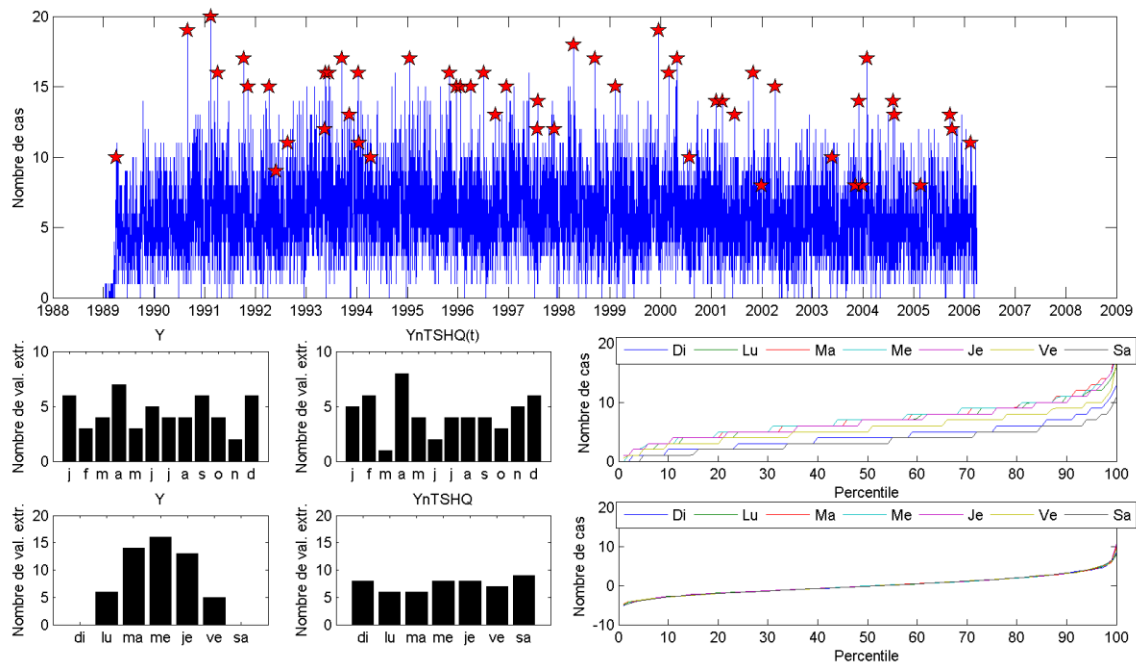 20
15
10
5
0
Nombre de cas
1988 1989 1990 1991 1992 1993 1994 1995 1996 1997 1998 1999 2000 2001 2002 2003 2004 2005 2006 2007 2008 2009
Y
10
5
0
Nombre de val. extr.
j f m a m j j a s o n d
YnTSHQ(t)
10
5
0
Nombre de val. extr.
j f m a m j j a s o n d
Di Lu Ma Me Je Ve Sa
20
10
0
Nombre de cas
0 10 20 30 40 50 60 70 80 90 100
Percentile
Y
20
15
10
5
0
Nombre de val. extr.
di lu ma me je ve sa
YnTSHQ
20
15
10
5
0
Nombre de val. extr.
di lu ma me je ve sa
Di Lu Ma Me Je Ve Sa
20
10
0
-10
Nombre de cas
0 10 20 30 40 50 60 70 80 90 100
Percentile